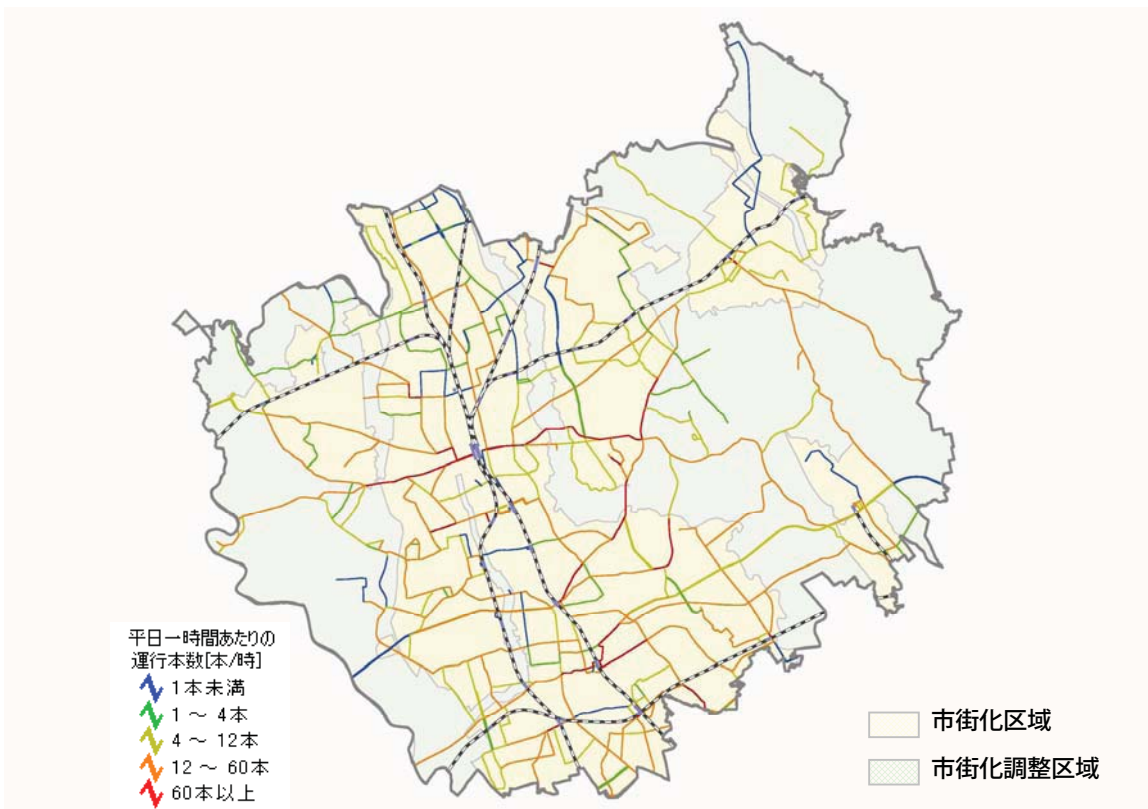 平日一時間あたりの
運行本数[本/時]
1本未満
1 ～ 4本
4 ～ 12本
12 ～ 60本
60本以上
市街化区域
市街化調整区域